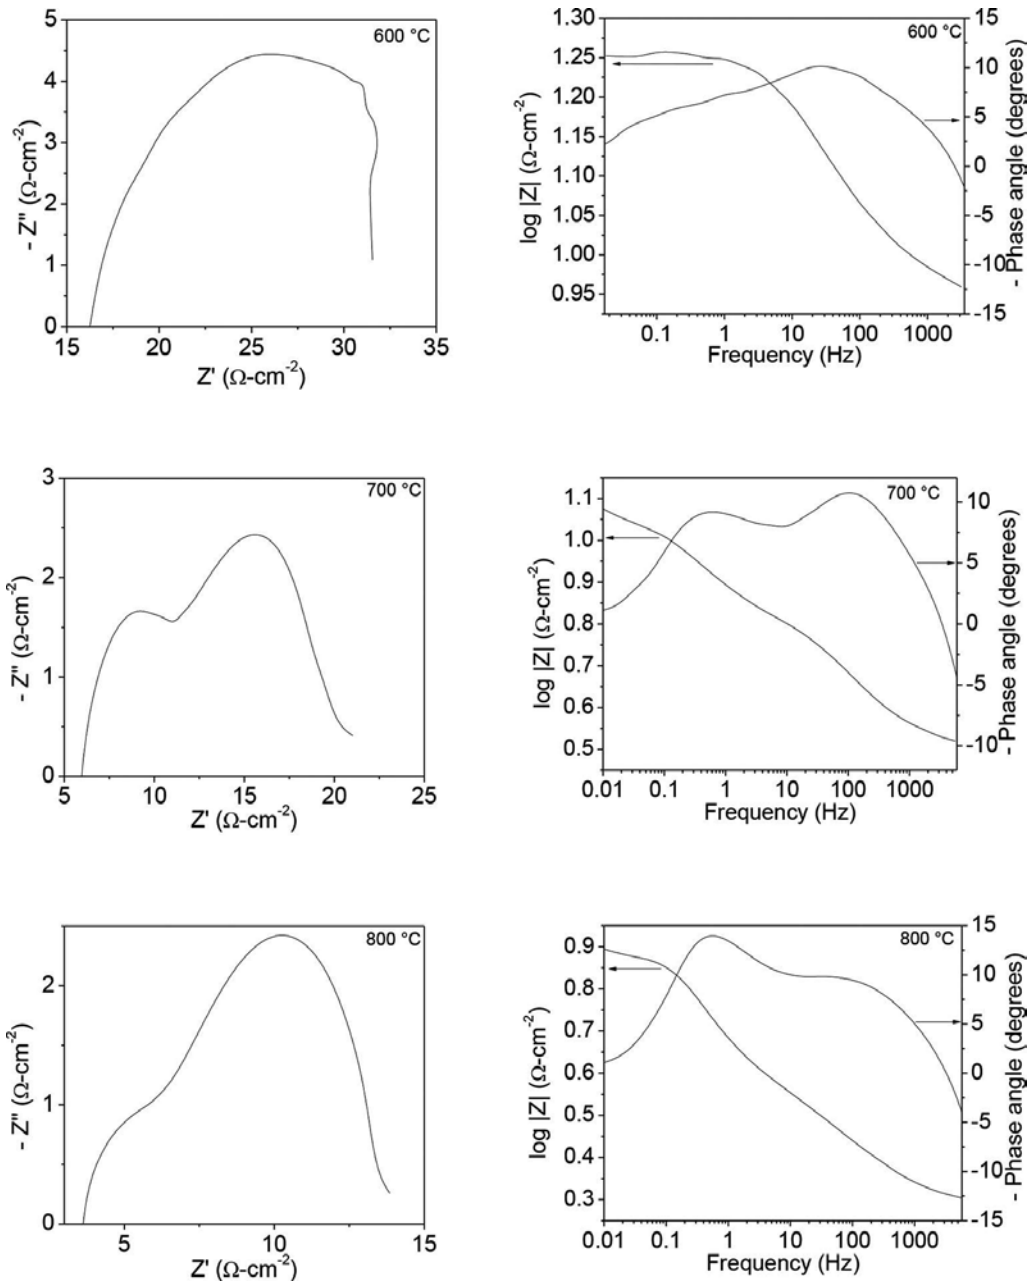 600 °C
- Z" (Ω-cm⁻²)
5
4
3
2
1
0
15 20 25 30 35
Z' (Ω-cm⁻²)
600 °C
log |Z| (Ω-cm⁻²)
1.30
1.25
1.20
1.15
1.10
1.05
1.00
0.95
15
10
5
0
-5
-10
-15
- Phase angle (degrees)
0.1 1 10 100 1000
Frequency (Hz)
700 °C
- Z" (Ω-cm⁻²)
3
2
1
0
5 10 15 20 25
Z' (Ω-cm⁻²)
700 °C
log |Z| (Ω-cm⁻²)
1.1
1.0
0.9
0.8
0.7
0.6
0.5
10
5
0
-5
-10
- Phase angle (degrees)
0.01 0.1 1 10 100 1000
Frequency (Hz)
800 °C
- Z" (Ω-cm⁻²)
2
1
0
5 10 15
Z' (Ω-cm⁻²)
800 °C
log |Z| (Ω-cm⁻²)
0.9
0.8
0.7
0.6
0.5
0.4
0.3
15
10
5
0
-5
-10
-15
- Phase angle (degrees)
0.01 0.1 1 10 100 1000
Frequency (Hz)